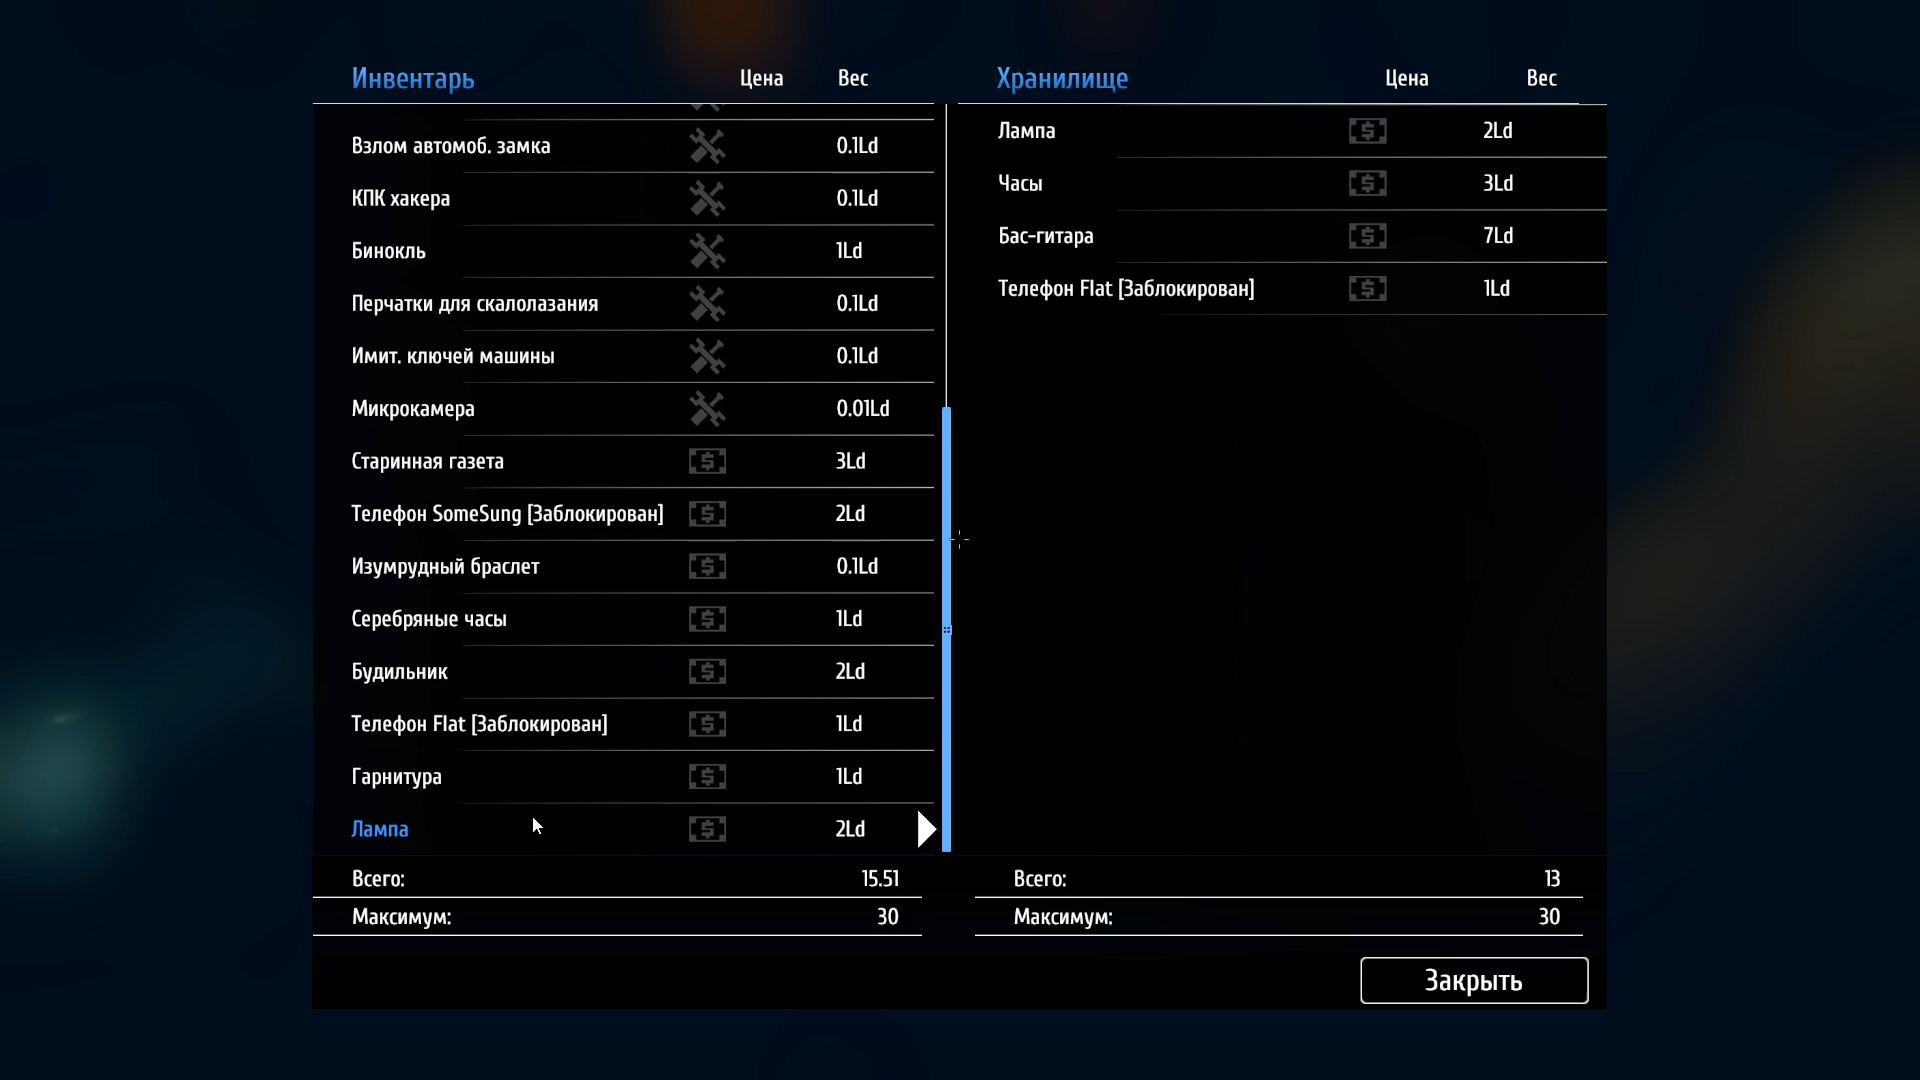 Инвентарь Цена Вес
Взлом автомоб. замка 0.1Ld
КПК хакера 0.1Ld
Бинокль 1Ld
Перчатки для скалолазания 0.1Ld
Имит. ключей машины 0.1Ld
Микрокамера 0.01Ld
Старинная газета 3Ld
Телефон SomeSung [Заблокирован] 2Ld
Изумрудный браслет 0.1Ld
Серебряные часы 1Ld
Будильник 2Ld
Телефон Flat [Заблокирован] 1Ld
Гарнитура 1Ld
Лампа 2Ld
Всего: 15.51
Максимум: 30
Хранилище Цена Вес
Лампа 2Ld
Часы 3Ld
Бас-гитара 7Ld
Телефон Flat [Заблокирован] 1Ld
Всего: 13
Максимум: 30
Закрыть